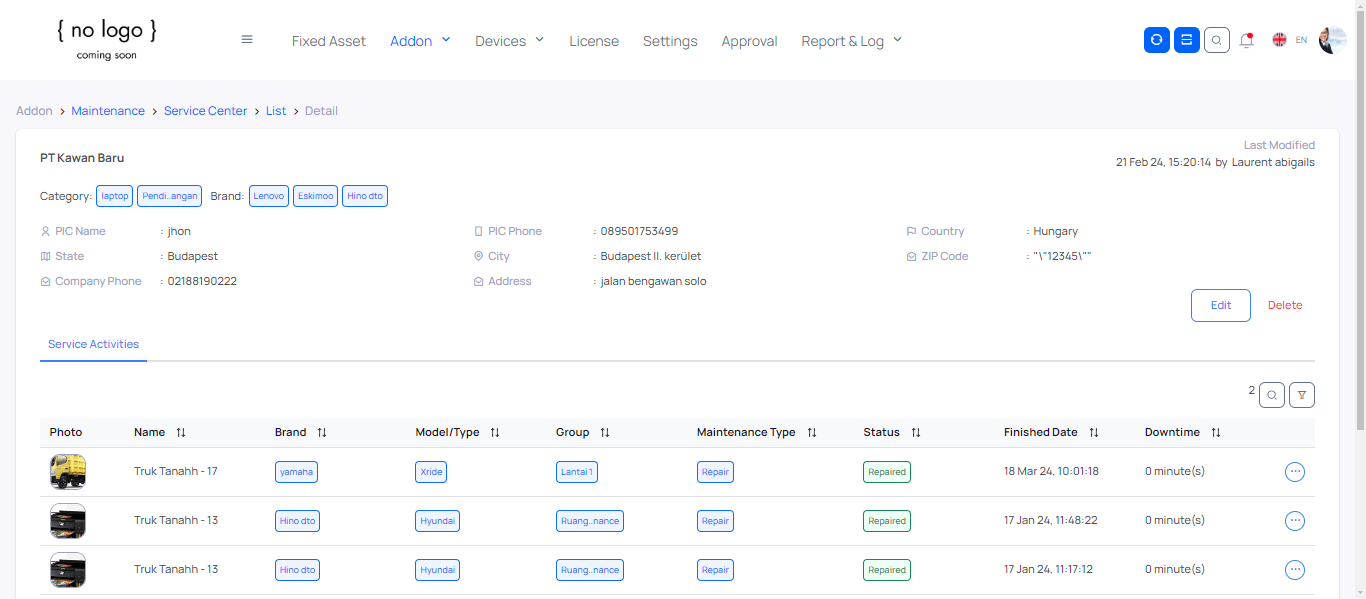 { no logo }
coming soon
Fixed Asset Addon Devices License Settings Approval Report & Log EN
Addon > Maintenance > Service Center > List > Detail
Last Modified
PT Kawan Baru
21 Feb 24, 15:20:14 by Laurent abigails
Category: laptop Pendi..angan Brand: Lenovo Eskimoo Hino dto
PIC Name : jhon PIC Phone : 089501753499 Country : Hungary
State : Budapest City : Budapest II. kerület ZIP Code : "\"12345\""
Company Phone : 02188190222 Address : jalan bengawan solo
Edit Delete
Service Activities
2
Photo Name Brand Model/Type Group Maintenance Type Status Finished Date Downtime
Truk Tanahh - 17 yamaha Xride Lantai 1 Repair Repaired 18 Mar 24, 10:01:18 0 minute(s)
Truk Tanahh - 13 Hino dto Hyundai Ruang..nance Repair Repaired 17 Jan 24, 11:48:22 0 minute(s)
Truk Tanahh - 13 Hino dto Hyundai Ruang..nance Repair Repaired 17 Jan 24, 11:17:12 0 minute(s)